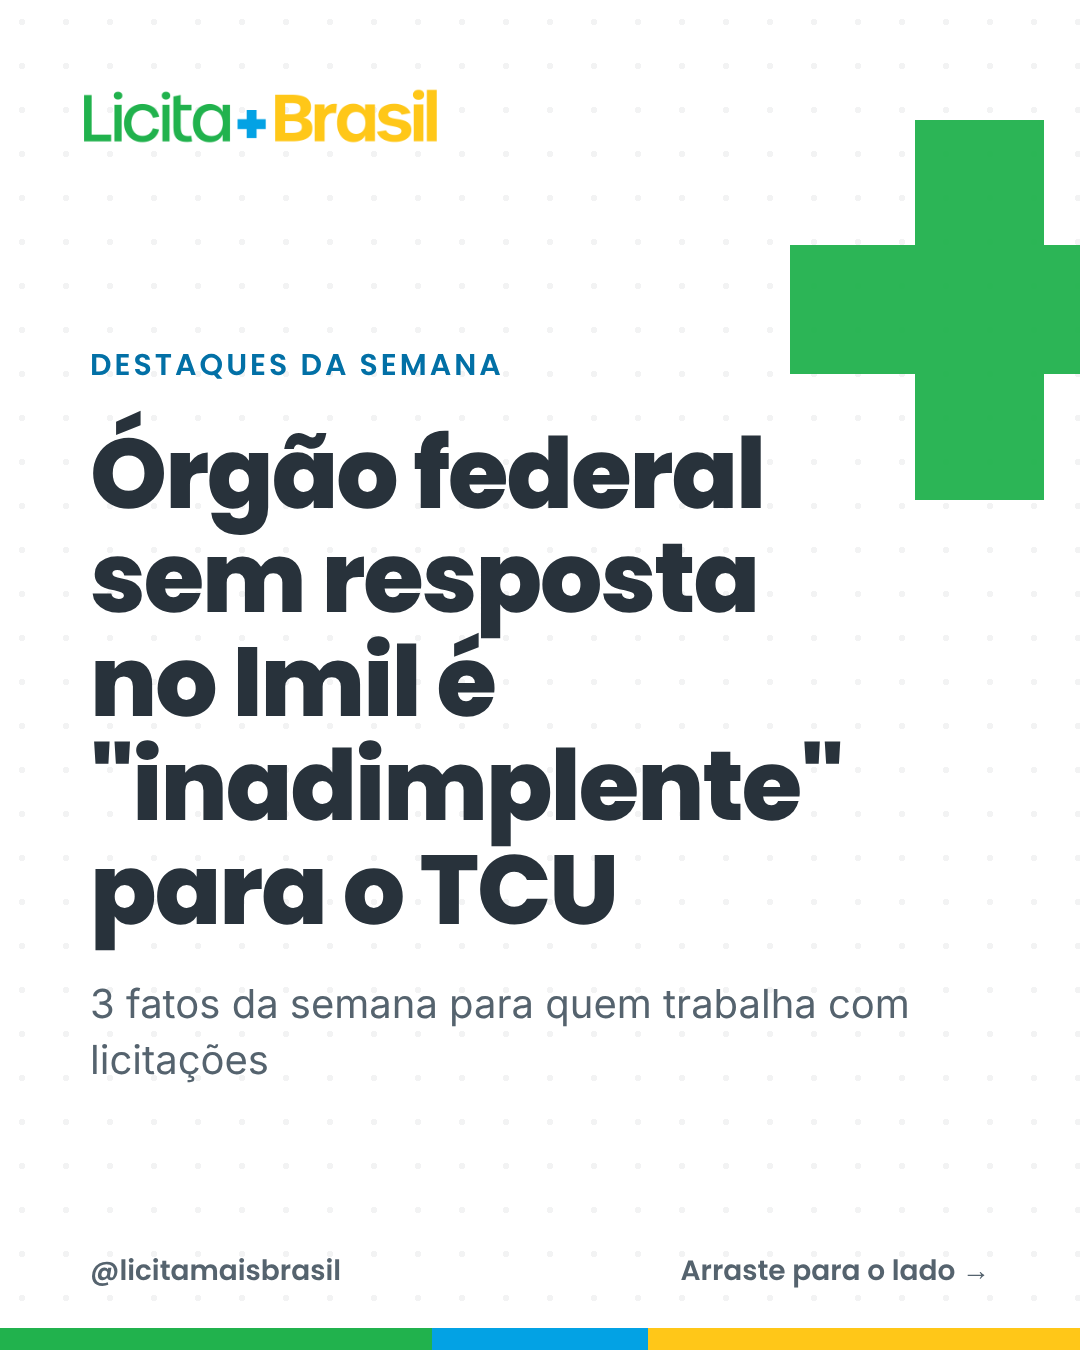 Licita+Brasil
DESTAQUES DA SEMANA
Órgão federal
sem resposta
no Imil é
"inadimplente"
para o TCU
3 fatos da semana para quem trabalha com
licitações
@licitamaisbrasil
Arraste para o lado →